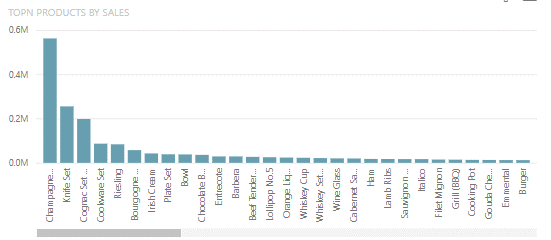 TOPN PRODUCTS BY SALES
0.6M
0.4M
0.2M
0.0M
Champagne...
Knife Set
Cognac Set...
Cookware Set
Riesling
Bourgogne...
Irish Cream
Plate Set
Bowl
Chocolate B...
Entrecote
Barbera
Beef Tender...
Lollipop No.5
Orange Liq...
Whiskey Cup
Whiskey Set...
Wine Glass
Cabernet Sa...
Ham
Lamb Ribs
Sauvignon...
Italico
Filet Mignon
Grill (BBQ)
Cooking Pot
Gouda Che...
Emmental
Burger